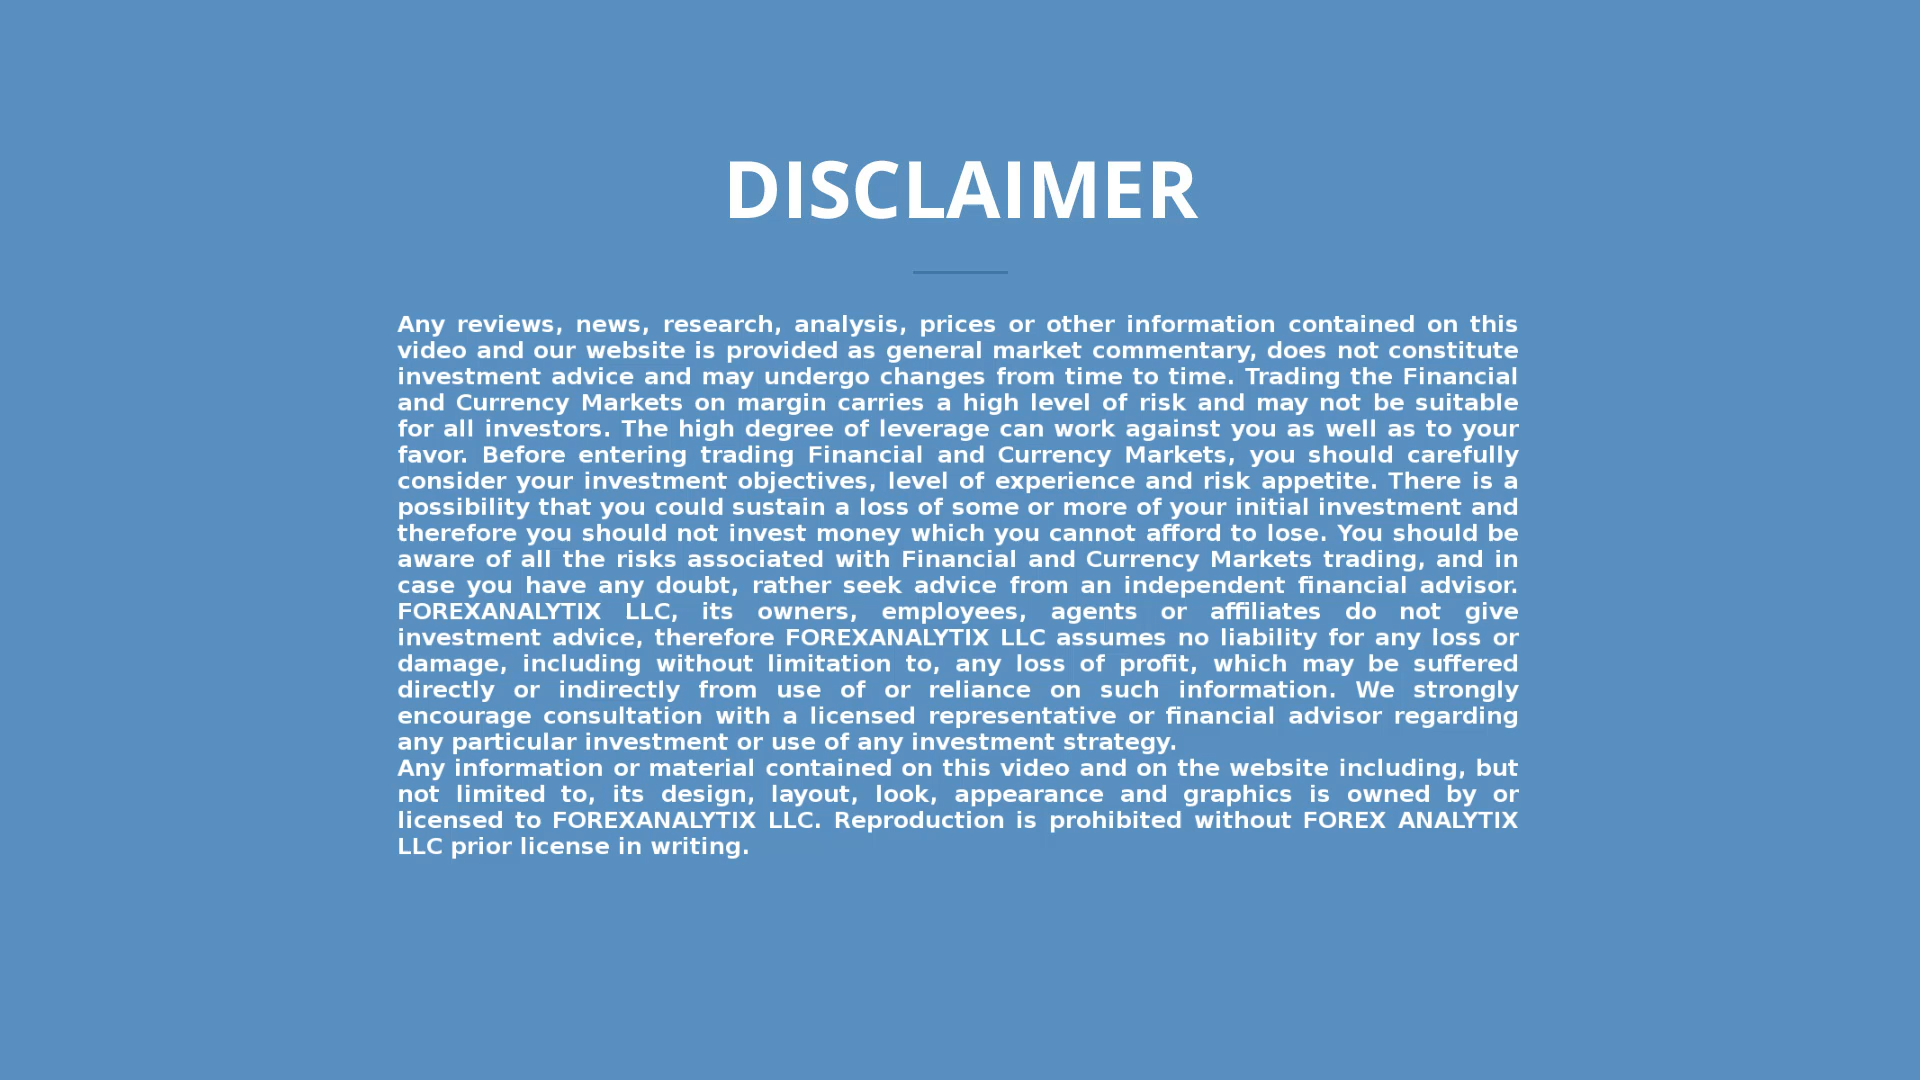 DISCLAIMER
Any reviews, news, research, analysis, prices or other information contained on this
video and our website is provided as general market commentary, does not constitute
investment advice and may undergo changes from time to time. Trading the Financial
and Currency Markets on margin carries a high level of risk and may not be suitable
for all investors. The high degree of leverage can work against you as well as to your
favor. Before entering trading Financial and Currency Markets, you should carefully
consider your investment objectives, level of experience and risk appetite. There is a
possibility that you could sustain a loss of some or more of your initial investment and
therefore you should not invest money which you cannot afford to lose. You should be
aware of all the risks associated with Financial and Currency Markets trading, and in
case you have any doubt, rather seek advice from an independent financial advisor.
FOREXANALYTIX LLC, its owners, employees, agents or affiliates do not give
investment advice, therefore FOREXANALYTIX LLC assumes no liability for any loss or
damage, including without limitation to, any loss of profit, which may be suffered
directly or indirectly from use of or reliance on such information. We strongly
encourage consultation with a licensed representative or financial advisor regarding
any particular investment or use of any investment strategy.
Any information or material contained on this video and on the website including, but
not limited to, its design, layout, look, appearance and graphics is owned by or
licensed to FOREXANALYTIX LLC. Reproduction is prohibited without FOREX ANALYTIX
LLC prior license in writing.